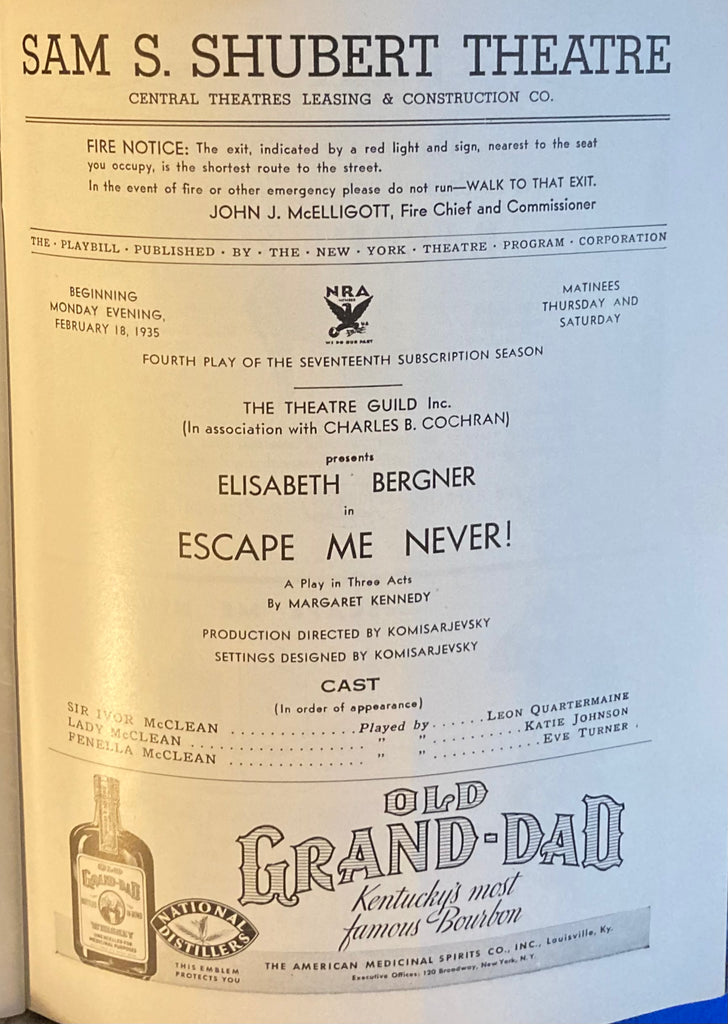 SAM S. SHUBERT THEATRE
CENTRAL THEATRES LEASING & CONSTRUCTION CO.
FIRE NOTICE: The exit, indicated by a red light and sign, nearest to the seat
you occupy, is the shortest route to the street.
In the event of fire or other emergency please do not run—WALK TO THAT EXIT.
JOHN J. McELLIGOTT, Fire Chief and Commissioner
THE · PLAYBILL · PUBLISHED · BY · THE · NEW · YORK · THEATRE · PROGRAM · CORPORATION
BEGINNING
MONDAY EVENING,
FEBRUARY 18, 1935
NRA
MEMBER
U.S.
WE DO OUR PART
MATINEES
THURSDAY AND
SATURDAY
FOURTH PLAY OF THE SEVENTEENTH SUBSCRIPTION SEASON
THE THEATRE GUILD Inc.
(In association with CHARLES B. COCHRAN)
presents
ELISABETH BERGNER
in
ESCAPE ME NEVER!
A Play in Three Acts
By MARGARET KENNEDY
PRODUCTION DIRECTED BY KOMISARJEVSKY
SETTINGS DESIGNED BY KOMISARJEVSKY
CAST
(In order of appearance)
SIR IVOR McCLEAN . . . . . . . . . . . . . Played by . . . . . . LEON QUARTERMAINE
LADY McCLEAN . . . . . . . . . . . . . . . . . . " " . . . . . . . . . . KATIE JOHNSON
FENELLA McCLEAN . . . . . . . . . . . . . . " " . . . . . . . . . . . . EVE TURNER
OLD
GRAND-DAD
Kentucky's most
famous Bourbon
OLD
GRAND-DAD
WHISKEY
MEDICINAL PURPOSES
NATIONAL
DISTILLERS
THIS EMBLEM
PROTECTS YOU
THE AMERICAN MEDICINAL SPIRITS CO., INC., Louisville, Ky.
Executive Offices: 120 Broadway, New York, N. Y.